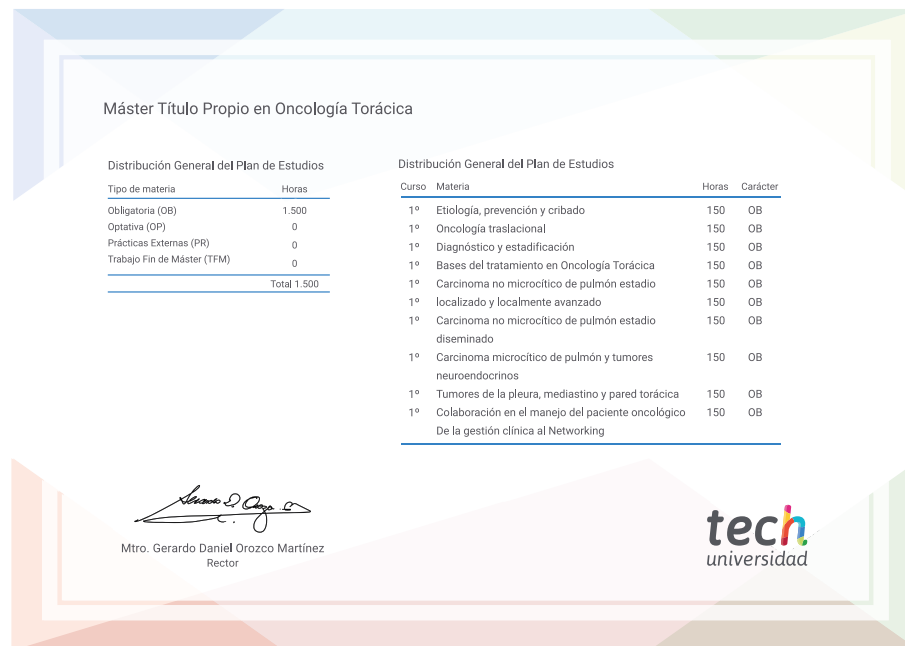 Máster Título Propio en Oncología Torácica
Distribución General del Plan de Estudios
Tipo de materia Horas
Obligatoria (OB) 1.500
Optativa (OP) 0
Prácticas Externas (PR) 0
Trabajo Fin de Máster (TFM) 0
Total 1.500
Distribución General del Plan de Estudios
Curso Materia Horas Carácter
1º Etiología, prevención y cribado 150 OB
1º Oncología traslacional 150 OB
1º Diagnóstico y estadificación 150 OB
1º Bases del tratamiento en Oncología Torácica 150 OB
1º Carcinoma no microcítico de pulmón estadio 150 OB
1º localizado y localmente avanzado 150 OB
1º Carcinoma no microcítico de pulmón estadio 150 OB
diseminado
1º Carcinoma microcítico de pulmón y tumores 150 OB
neuroendocrinos
1º Tumores de la pleura, mediastino y pared torácica 150 OB
1º Colaboración en el manejo del paciente oncológico 150 OB
De la gestión clínica al Networking
Mtro. Gerardo Daniel Orozco Martínez
Rector
tech
universidad